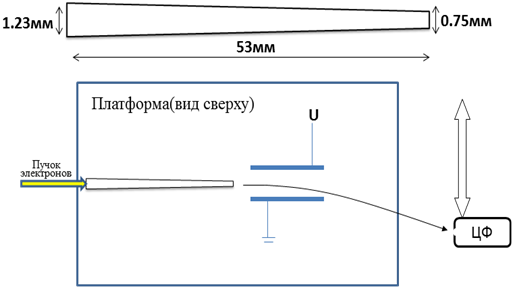 1.23мм
0.75мм
53мм
Платформа(вид сверху)
U
Пучок
электронов
ЦФ